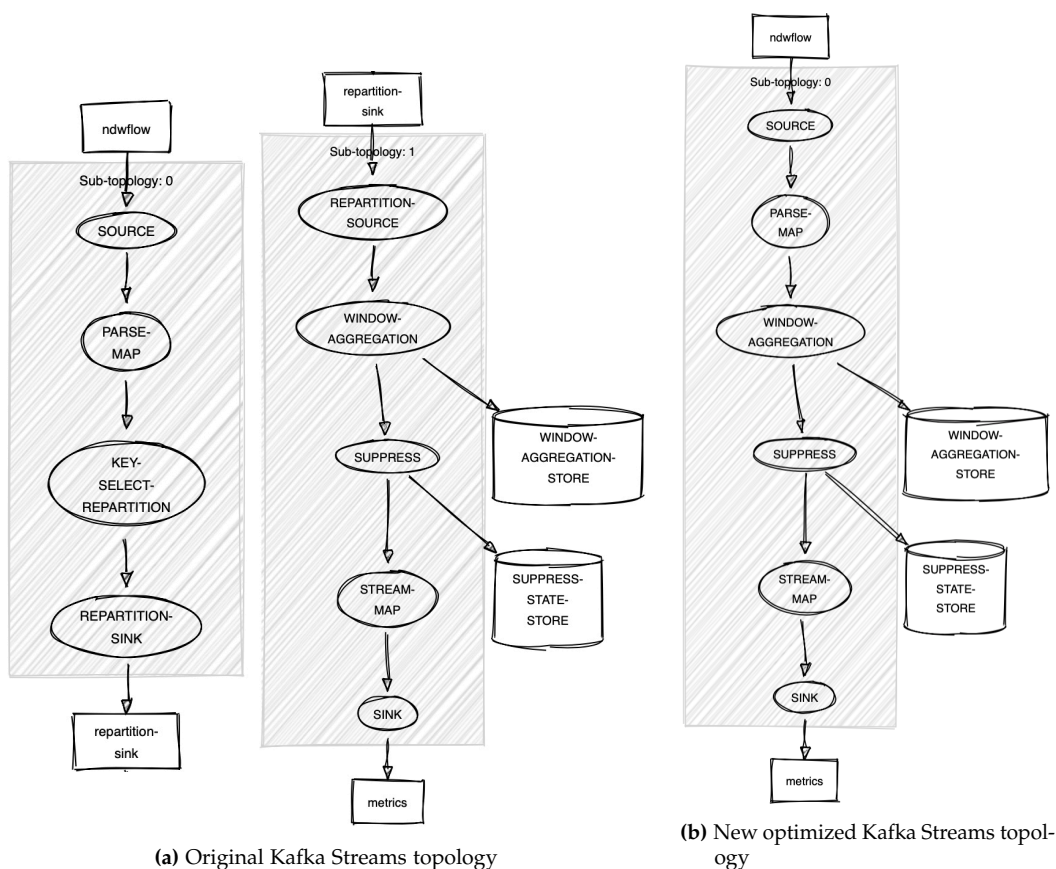 ndwflow
Sub-topology: 0
SOURCE
PARSE-
MAP
KEY-
SELECT-
REPARTITION
REPARTITION-
SINK
repartition-
sink
repartition-
sink
Sub-topology: 1
REPARTITION-
SOURCE
WINDOW-
AGGREGATION
WINDOW-
AGGREGATION-
STORE
SUPPRESS
SUPPRESS-
STATE-
STORE
STREAM-
MAP
SINK
metrics
(a) Original Kafka Streams topology
ndwflow
Sub-topology: 0
SOURCE
PARSE-
MAP
WINDOW-
AGGREGATION
WINDOW-
AGGREGATION-
STORE
SUPPRESS
SUPPRESS-
STATE-
STORE
STREAM-
MAP
SINK
metrics
(b) New optimized Kafka Streams topol-
ogy